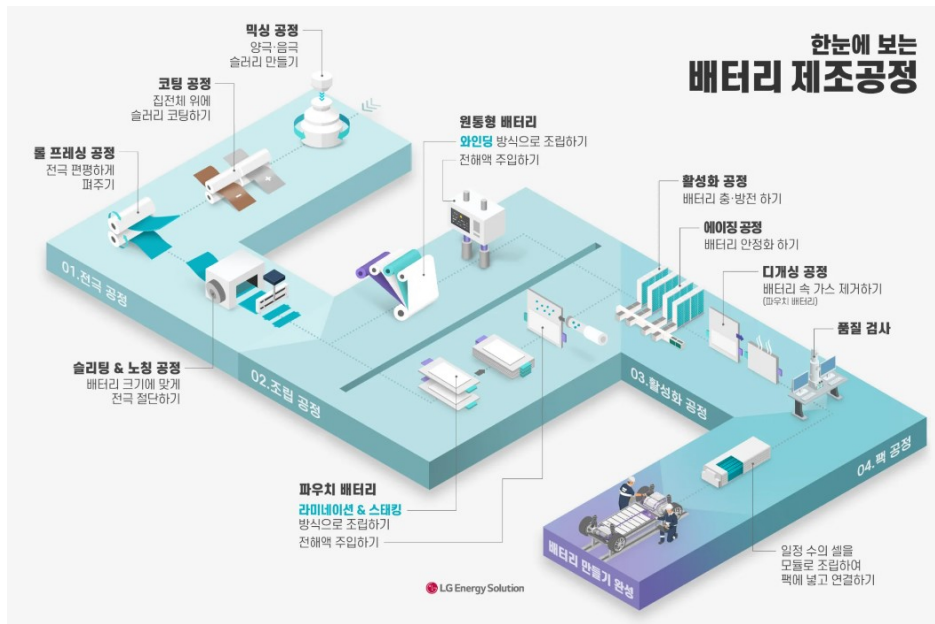 한눈에 보는
배터리 제조공정
믹싱 공정
양극·음극
슬러리 만들기
코팅 공정
집전체 위에
슬러리 코팅하기
롤 프레싱 공정
전극 편평하게
펴주기
01.전극 공정
슬리팅 & 노칭 공정
배터리 크기에 맞게
전극 절단하기
원통형 배터리
와인딩 방식으로 조립하기
전해액 주입하기
02.조립 공정
파우치 배터리
라미네이션 & 스태킹
방식으로 조립하기
전해액 주입하기
활성화 공정
배터리 충·방전 하기
에이징 공정
배터리 안정화 하기
디개싱 공정
배터리 속 가스 제거하기
(파우치 배터리)
품질 검사
03.활성화 공정
04.팩 공정
일정 수의 셀을
모듈로 조립하여
팩에 넣고 연결하기
배터리 만들기 완성
LG Energy Solution